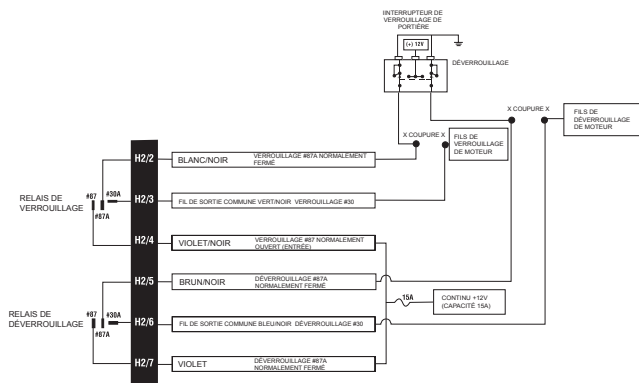 IINTERRUPTEUR DE
VERROUILLAGE DE
PORTIÈRE
(+) 12V
DÉVERROUILLAGE
X COUPURE X
FILS DE
DÉVERROUILLAGE
DE MOTEUR
X COUPURE X
FILS DE
VERROUILLAGE
DE MOTEUR
H2/2
BLANC/NOIR
VERROUILLAGE #87A NORMALEMENT
FERMÉ
RELAIS DE
VERROUILLAGE
#87
#30A
#87A
H2/3
FIL DE SORTIE COMMUNE VERT/NOIR VERROUILLAGE #30
H2/4
VIOLET/NOIR
VERROUILLAGE #87 NORMALEMENT
OUVERT (ENTRÉE)
H2/5
BRUN/NOIR
DÉVERROUILLAGE #87A
NORMALEMENT FERMÉ
15A
CONTINU +12V
(CAPACITÉ 15A)
RELAIS DE
DÉVERROUILLAGE
#87
#30A
#87A
H2/6
FIL DE SORTIE COMMUNE BLEU/NOIR DÉVERROUILLAGE #30
H2/7
VIOLET
DÉVERROUILLAGE #87A
NORMALEMENT FERMÉ